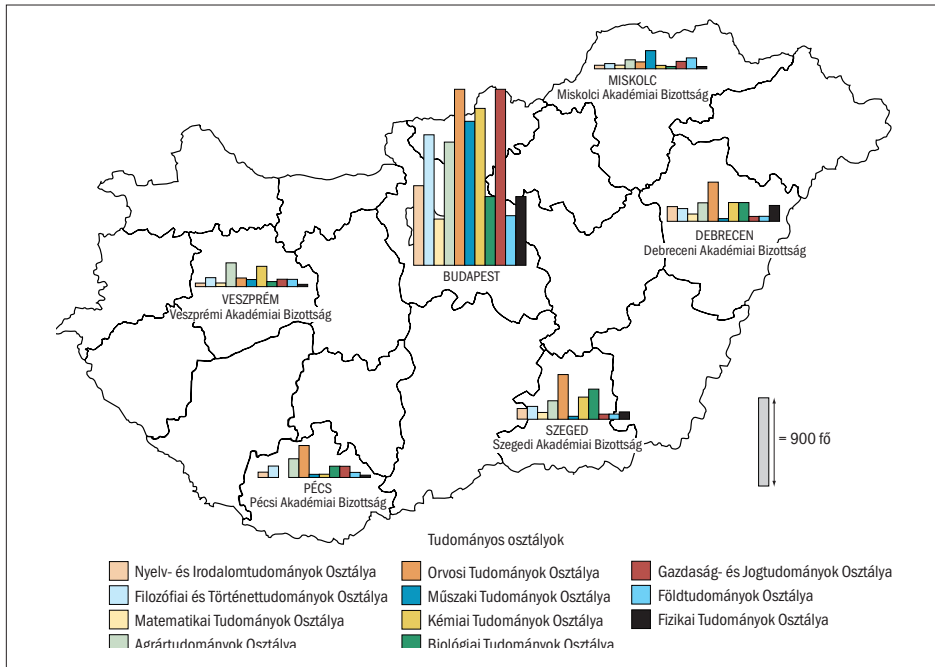 MISKOLC
Miskolci Akadémiai Bizottság
DEBRECEN
Debreceni Akadémiai Bizottság
BUDAPEST
VESZPRÉM
Veszprémi Akadémiai Bizottság
SZEGED
Szegedi Akadémiai Bizottság
= 900 fő
PÉCS
Pécsi Akadémiai Bizottság
Tudományos osztályok
Nyelv- és Irodalomtudományok Osztálya
Filozófiai és Történettudományok Osztálya
Matematikai Tudományok Osztálya
Agrártudományok Osztálya
Orvosi Tudományok Osztálya
Műszaki Tudományok Osztálya
Kémiai Tudományok Osztálya
Biológiai Tudományok Osztálya
Gazdaság- és Jogtudományok Osztálya
Földtudományok Osztálya
Fizikai Tudományok Osztálya